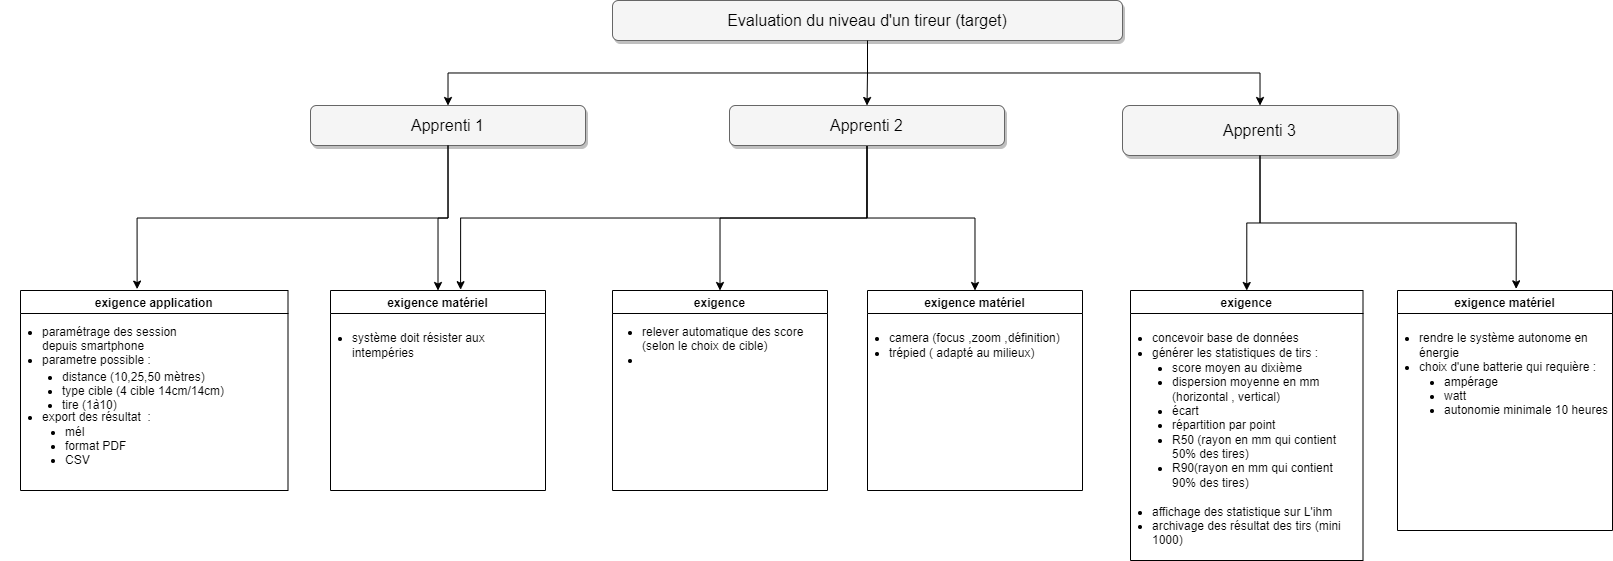 Evaluation du niveau d'un tireur (target)
Apprenti 1
Apprenti 2
Apprenti 3
exigence application
paramétrage des session
depuis smartphone
parametre possible :
distance (10,25,50 mètres)
type cible (4 cible 14cm/14cm)
tire (1à10)
export des résultat :
mél
format PDF
CSV
exigence matériel
système doit résister aux
intempéries
exigence
relever automatique des score
(selon le choix de cible)
exigence matériel
camera (focus ,zoom ,définition)
trépied ( adapté au milieux)
exigence
concevoir base de données
générer les statistiques de tirs :
score moyen au dixième
dispersion moyenne en mm
(horizontal , vertical)
écart
répartition par point
R50 (rayon en mm qui contient
50% des tires)
R90(rayon en mm qui contient
90% des tires)
affichage des statistique sur L'ihm
archivage des résultat des tirs (mini
1000)
exigence matériel
rendre le système autonome en
énergie
choix d'une batterie qui requière :
ampérage
watt
autonomie minimale 10 heures